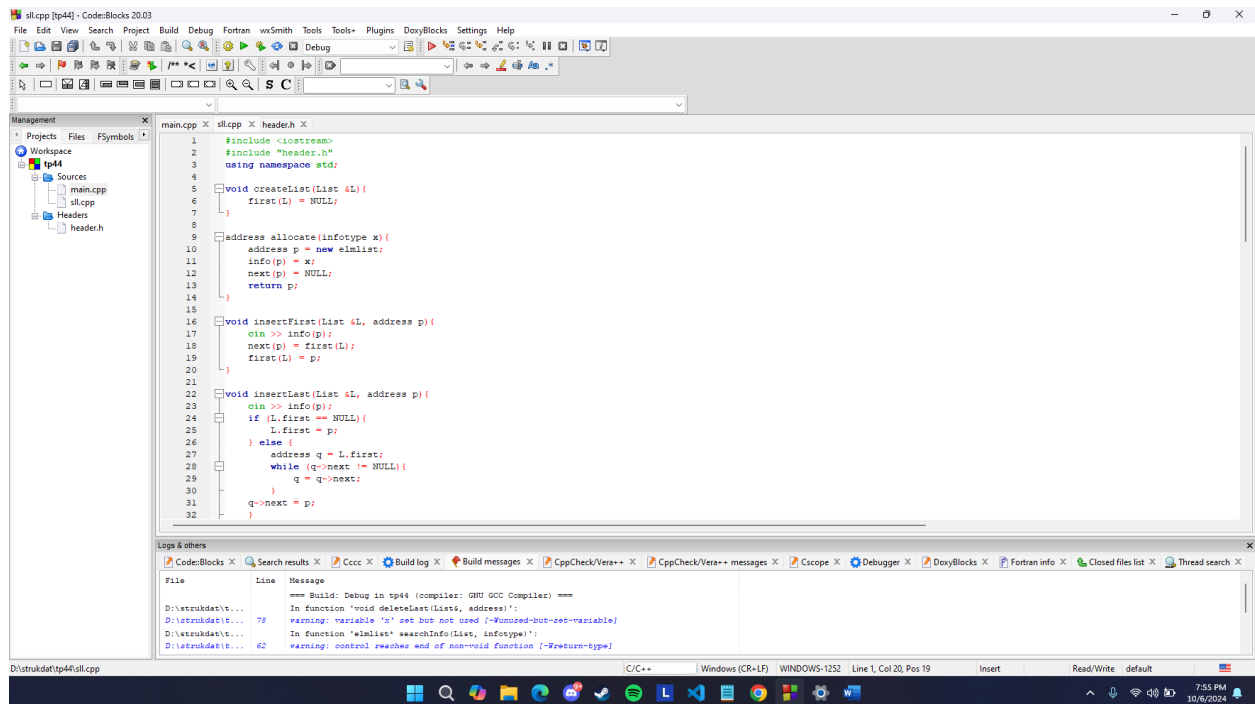 sll.cpp [tp44] - Code::Blocks 20.03
File Edit View Search Project Build Debug Fortran wxSmith Tools Tools+ Plugins DoxyBlocks Settings Help
Debug
/** *<
S C
Management
main.cpp sll.cpp header.h
Projects Files FSymbols
Workspace
tp44
Sources
main.cpp
sll.cpp
Headers
header.h
1 #include <iostream>
2 #include "header.h"
3 using namespace std;
4
5 void createList(List &L){
6 first(L) = NULL;
7 }
8
9 address allocate(infotype x){
10 address p = new elmlist;
11 info(p) = x;
12 next(p) = NULL;
13 return p;
14 }
15
16 void insertFirst(List &L, address p){
17 cin >> info(p);
18 next(p) = first(L);
19 first(L) = p;
20 }
21
22 void insertLast(List &L, address p){
23 cin >> info(p);
24 if (L.first == NULL){
25 L.first = p;
26 } else {
27 address q = L.first;
28 while (q->next != NULL){
29 q = q->next;
30 }
31 q->next = p;
32 }
Logs & others
Code::Blocks Search results Cccc Build log Build messages CppCheck/Vera++ CppCheck/Vera++ messages Cscope Debugger DoxyBlocks Fortran info Closed files list Thread search
File Line Message
=== Build: Debug in tp44 (compiler: GNU GCC Compiler) ===
D:\strukdat\t... In function 'void deleteLast(List&, address)':
D:\strukdat\t... 78 warning: variable 'x' set but not used [-Wunused-but-set-variable]
D:\strukdat\t... In function 'elmlist* searchInfo(List, infotype)':
D:\strukdat\t... 62 warning: control reaches end of non-void function [-Wreturn-type]
D:\strukdat\tp44\sll.cpp C/C++ Windows (CR+LF) WINDOWS-1252 Line 1, Col 20, Pos 19 Insert Read/Write default
7:55 PM
10/6/2024